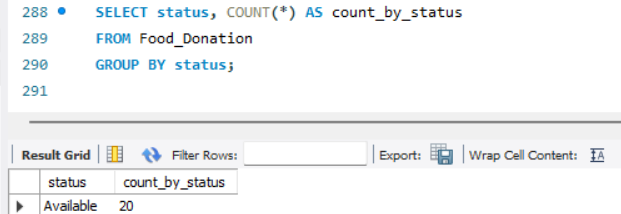 288 SELECT status, COUNT(*) AS count_by_status
289 FROM Food_Donation
290 GROUP BY status;
291
Result Grid Filter Rows: Export: Wrap Cell Content: IA
status count_by_status
Available 20